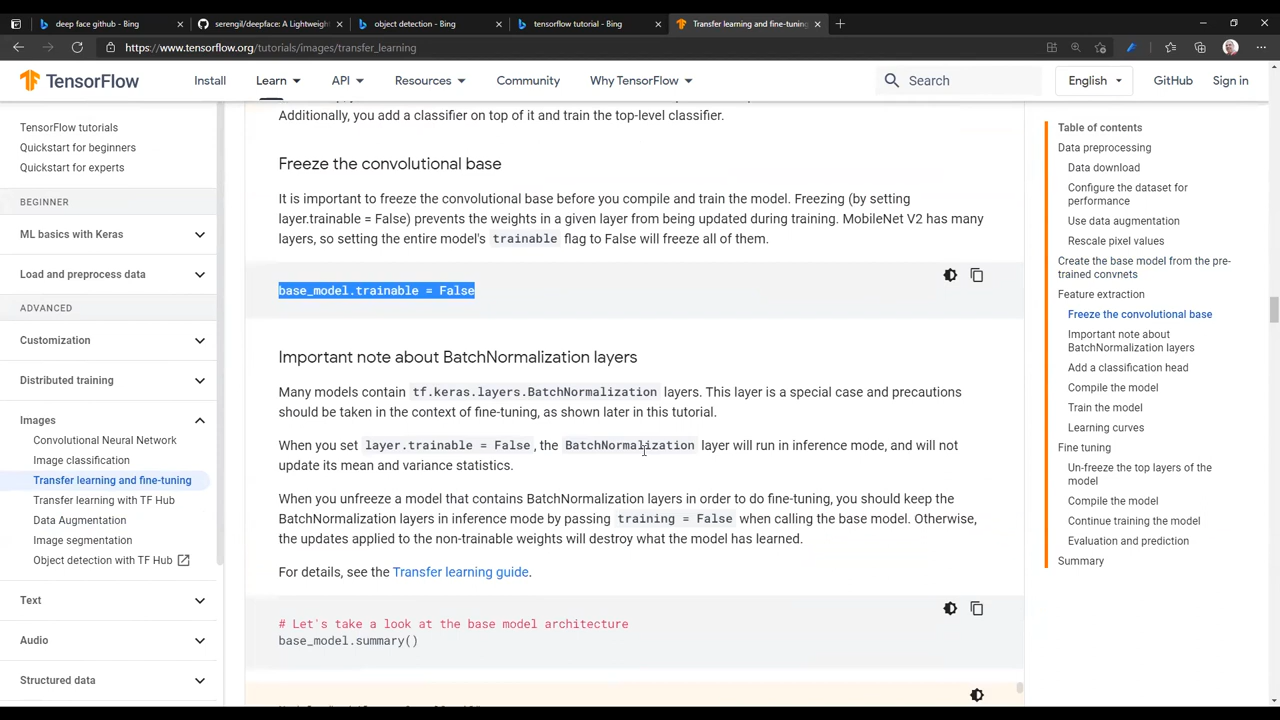 deep face github - Bing
serengil/deepface: A Lightweigh
object detection - Bing
tensorflow tutorial - Bing
Transfer learning and fine-tuning
https://www.tensorflow.org/tutorials/images/transfer_learning
TensorFlow
Install
Learn
API
Resources
Community
Why TensorFlow
Search
English
GitHub
Sign in
TensorFlow tutorials
Quickstart for beginners
Quickstart for experts
BEGINNER
ML basics with Keras
Load and preprocess data
ADVANCED
Customization
Distributed training
Images
Convolutional Neural Network
Image classification
Transfer learning and fine-tuning
Transfer learning with TF Hub
Data Augmentation
Image segmentation
Object detection with TF Hub
Text
Audio
Structured data
Additionally, you add a classifier on top of it and train the top-level classifier.
Freeze the convolutional base
It is important to freeze the convolutional base before you compile and train the model. Freezing (by setting
layer.trainable = False) prevents the weights in a given layer from being updated during training. MobileNet V2 has many
layers, so setting the entire model's trainable flag to False will freeze all of them.
base_model.trainable = False
Important note about BatchNormalization layers
Many models contain tf.keras.layers.BatchNormalization layers. This layer is a special case and precautions
should be taken in the context of fine-tuning, as shown later in this tutorial.
When you set layer.trainable = False, the BatchNormalization layer will run in inference mode, and will not
update its mean and variance statistics.
When you unfreeze a model that contains BatchNormalization layers in order to do fine-tuning, you should keep the
BatchNormalization layers in inference mode by passing training = False when calling the base model. Otherwise,
the updates applied to the non-trainable weights will destroy what the model has learned.
For details, see the Transfer learning guide.
# Let's take a look at the base model architecture
base_model.summary()
Table of contents
Data preprocessing
Data download
Configure the dataset for
performance
Use data augmentation
Rescale pixel values
Create the base model from the pre-
trained convnets
Feature extraction
Freeze the convolutional base
Important note about
BatchNormalization layers
Add a classification head
Compile the model
Train the model
Learning curves
Fine tuning
Un-freeze the top layers of the
model
Compile the model
Continue training the model
Evaluation and prediction
Summary